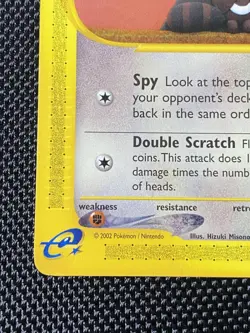 Spy Look at the top
your opponent's deck
back in the same ord
Double Scratch Fl
coins. This attack does 1
damage times the numb
of heads.
weakness resistance retre
© 2002 Pokémon / Nintendo Illus. Hizuki Misono
e